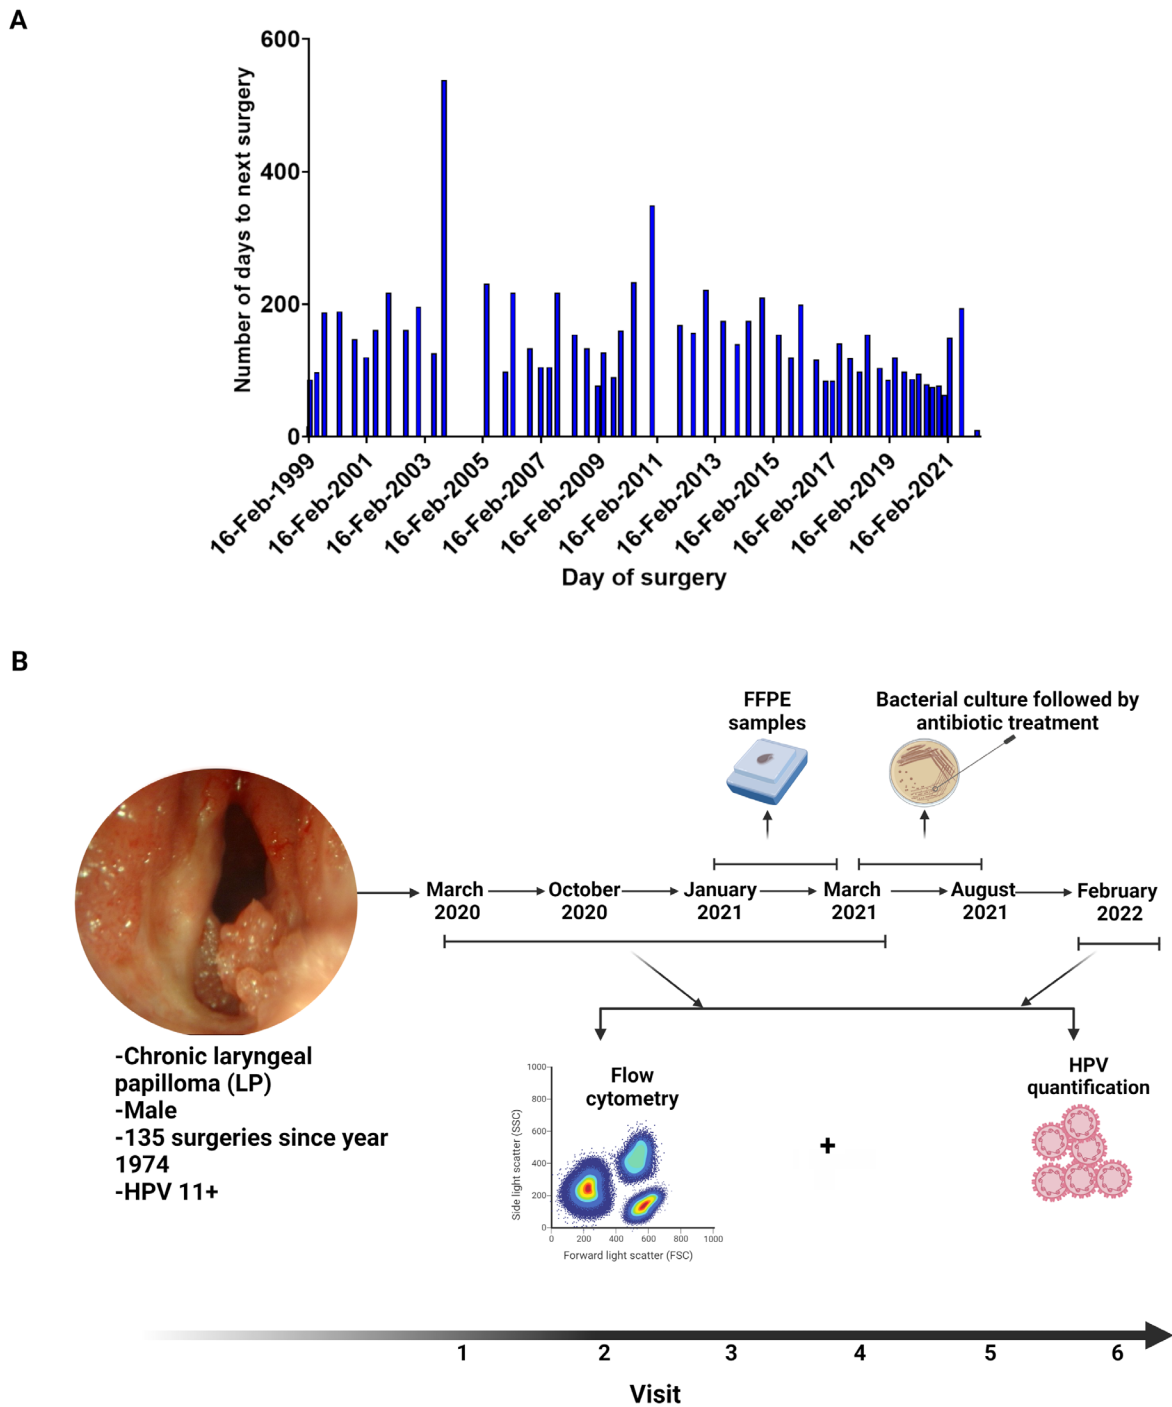 A
600
400
200
0
Number of days to next surgery
16-Feb-1999
16-Feb-2001
16-Feb-2003
16-Feb-2005
16-Feb-2007
16-Feb-2009
16-Feb-2011
16-Feb-2013
16-Feb-2015
16-Feb-2017
16-Feb-2019
16-Feb-2021
Day of surgery
B
FFPE
samples
Bacterial culture followed by
antibiotic treatment
March
2020
October
2020
January
2021
March
2021
August
2021
February
2022
-Chronic laryngeal
papilloma (LP)
-Male
-135 surgeries since year
1974
-HPV 11+
Flow
cytometry
1000
800
600
400
200
0
Side light scatter (SSC)
0 200 400 600 800 1000
Forward light scatter (FSC)
+
HPV
quantification
1 2 3 4 5 6
Visit